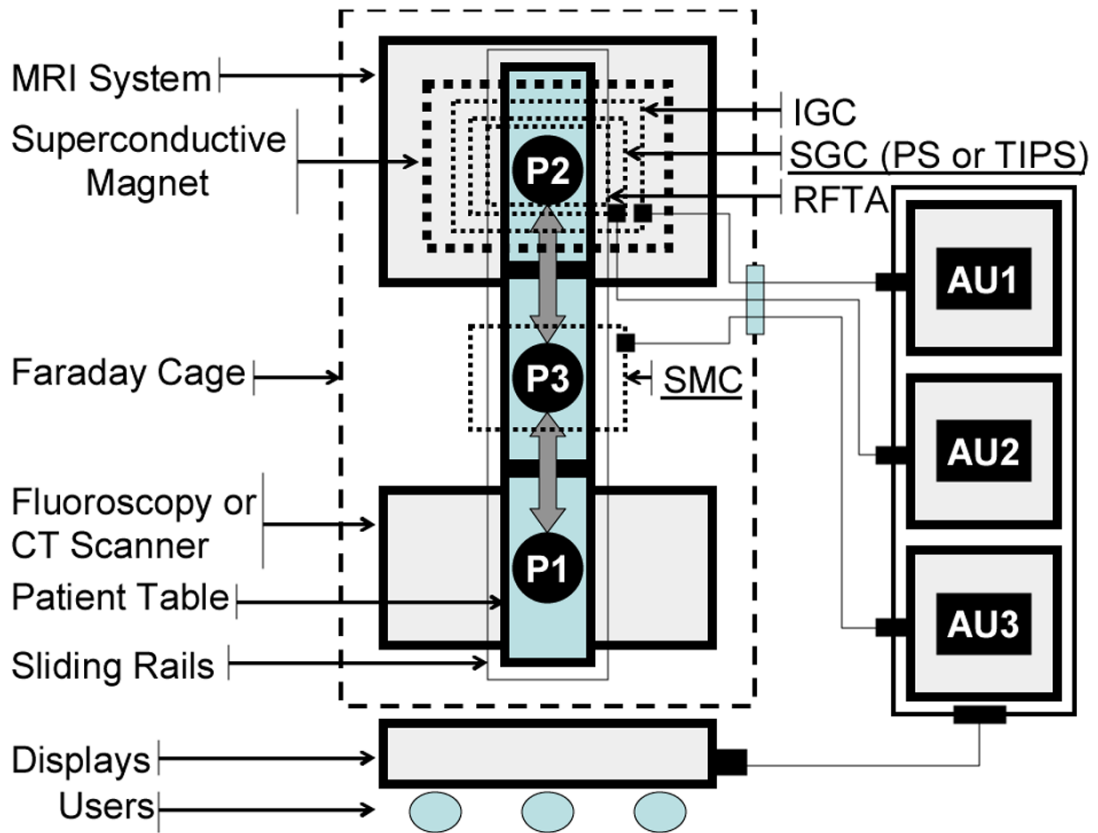 MRI System
Superconductive
Magnet
Faraday Cage
Fluoroscopy or
CT Scanner
Patient Table
Sliding Rails
Displays
Users
P2
P3
P1
IGC
SGC (PS or TIPS)
RFTA
SMC
AU1
AU2
AU3